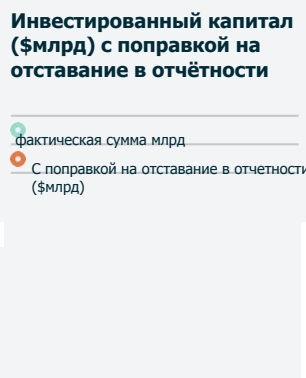 Инвестированный капитал
($млрд) с поправкой на
отставание в отчётности
фактическая сумма млрд
С поправкой на отставание в отчетности
($млрд)